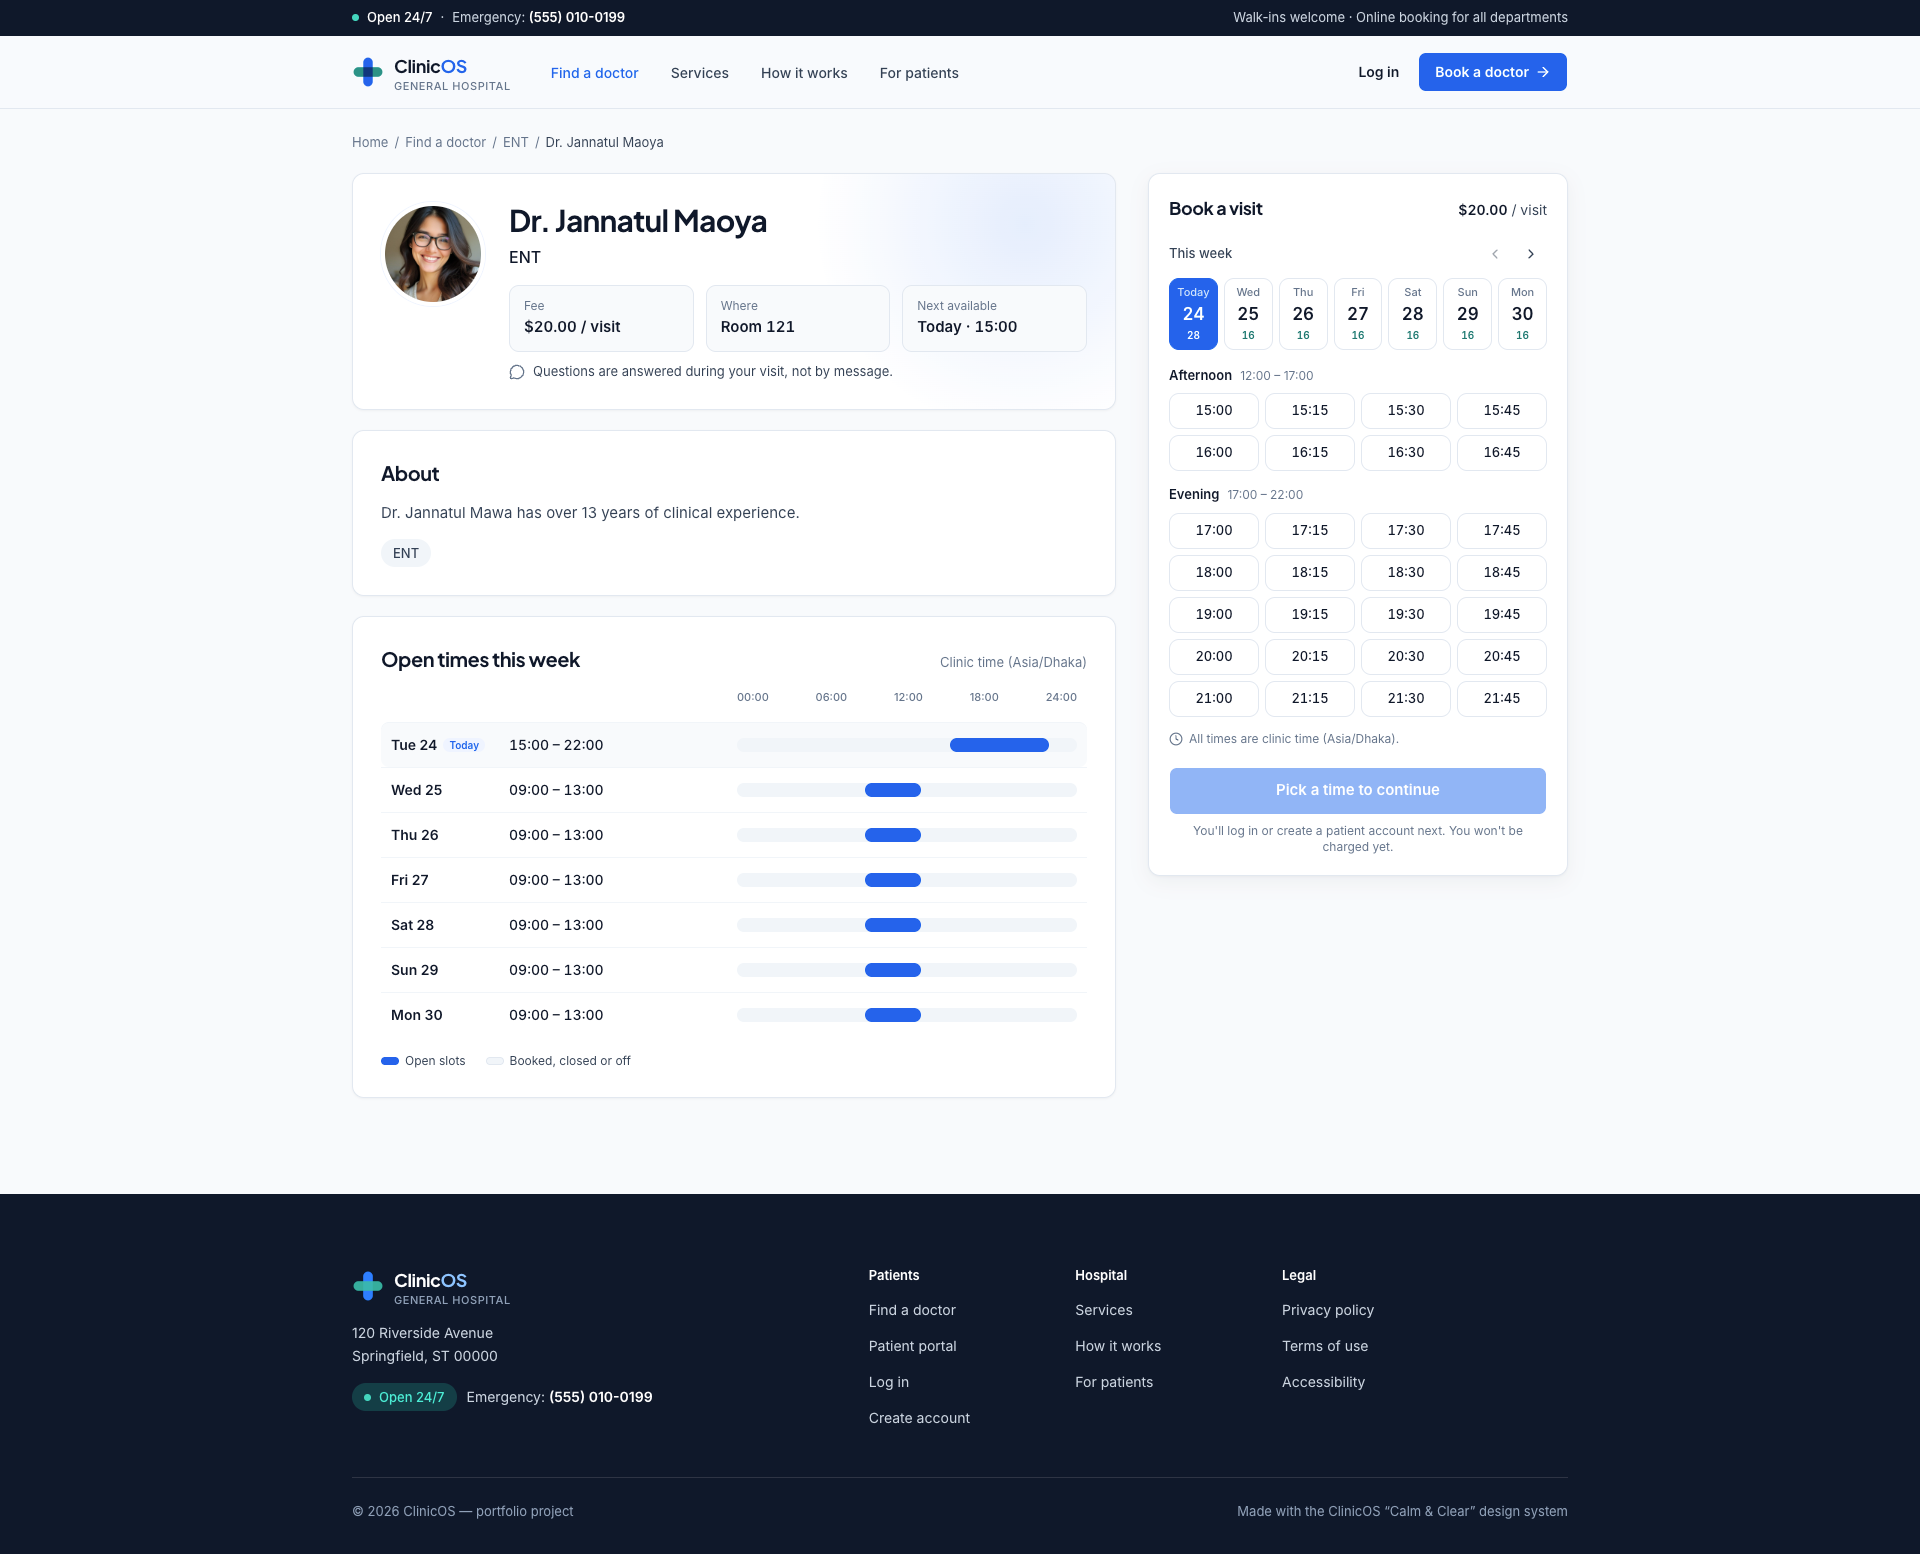 Open 24/7 · Emergency: (555) 010-0199
Walk-ins welcome · Online booking for all departments
ClinicOS
GENERAL HOSPITAL
Find a doctor
Services
How it works
For patients
Log in
Book a doctor →
Home / Find a doctor / ENT / Dr. Jannatul Maoya
Dr. Jannatul Maoya
ENT
Fee
$20.00 / visit
Where
Room 121
Next available
Today · 15:00
Questions are answered during your visit, not by message.
About
Dr. Jannatul Mawa has over 13 years of clinical experience.
ENT
Open times this week
Clinic time (Asia/Dhaka)
00:00 06:00 12:00 18:00 24:00
Tue 24 Today 15:00 – 22:00
Wed 25 09:00 – 13:00
Thu 26 09:00 – 13:00
Fri 27 09:00 – 13:00
Sat 28 09:00 – 13:00
Sun 29 09:00 – 13:00
Mon 30 09:00 – 13:00
Open slots
Booked, closed or off
Book a visit
$20.00 / visit
This week
Today Wed Thu Fri Sat Sun Mon
24 25 26 27 28 29 30
28 16 16 16 16 16 16
Afternoon 12:00 – 17:00
15:00 15:15 15:30 15:45
16:00 16:15 16:30 16:45
Evening 17:00 – 22:00
17:00 17:15 17:30 17:45
18:00 18:15 18:30 18:45
19:00 19:15 19:30 19:45
20:00 20:15 20:30 20:45
21:00 21:15 21:30 21:45
All times are clinic time (Asia/Dhaka).
Pick a time to continue
You'll log in or create a patient account next. You won't be
charged yet.
ClinicOS
GENERAL HOSPITAL
120 Riverside Avenue
Springfield, ST 00000
Open 24/7
Emergency: (555) 010-0199
Patients
Find a doctor
Patient portal
Log in
Create account
Hospital
Services
How it works
For patients
Legal
Privacy policy
Terms of use
Accessibility
© 2026 ClinicOS — portfolio project
Made with the ClinicOS “Calm & Clear” design system